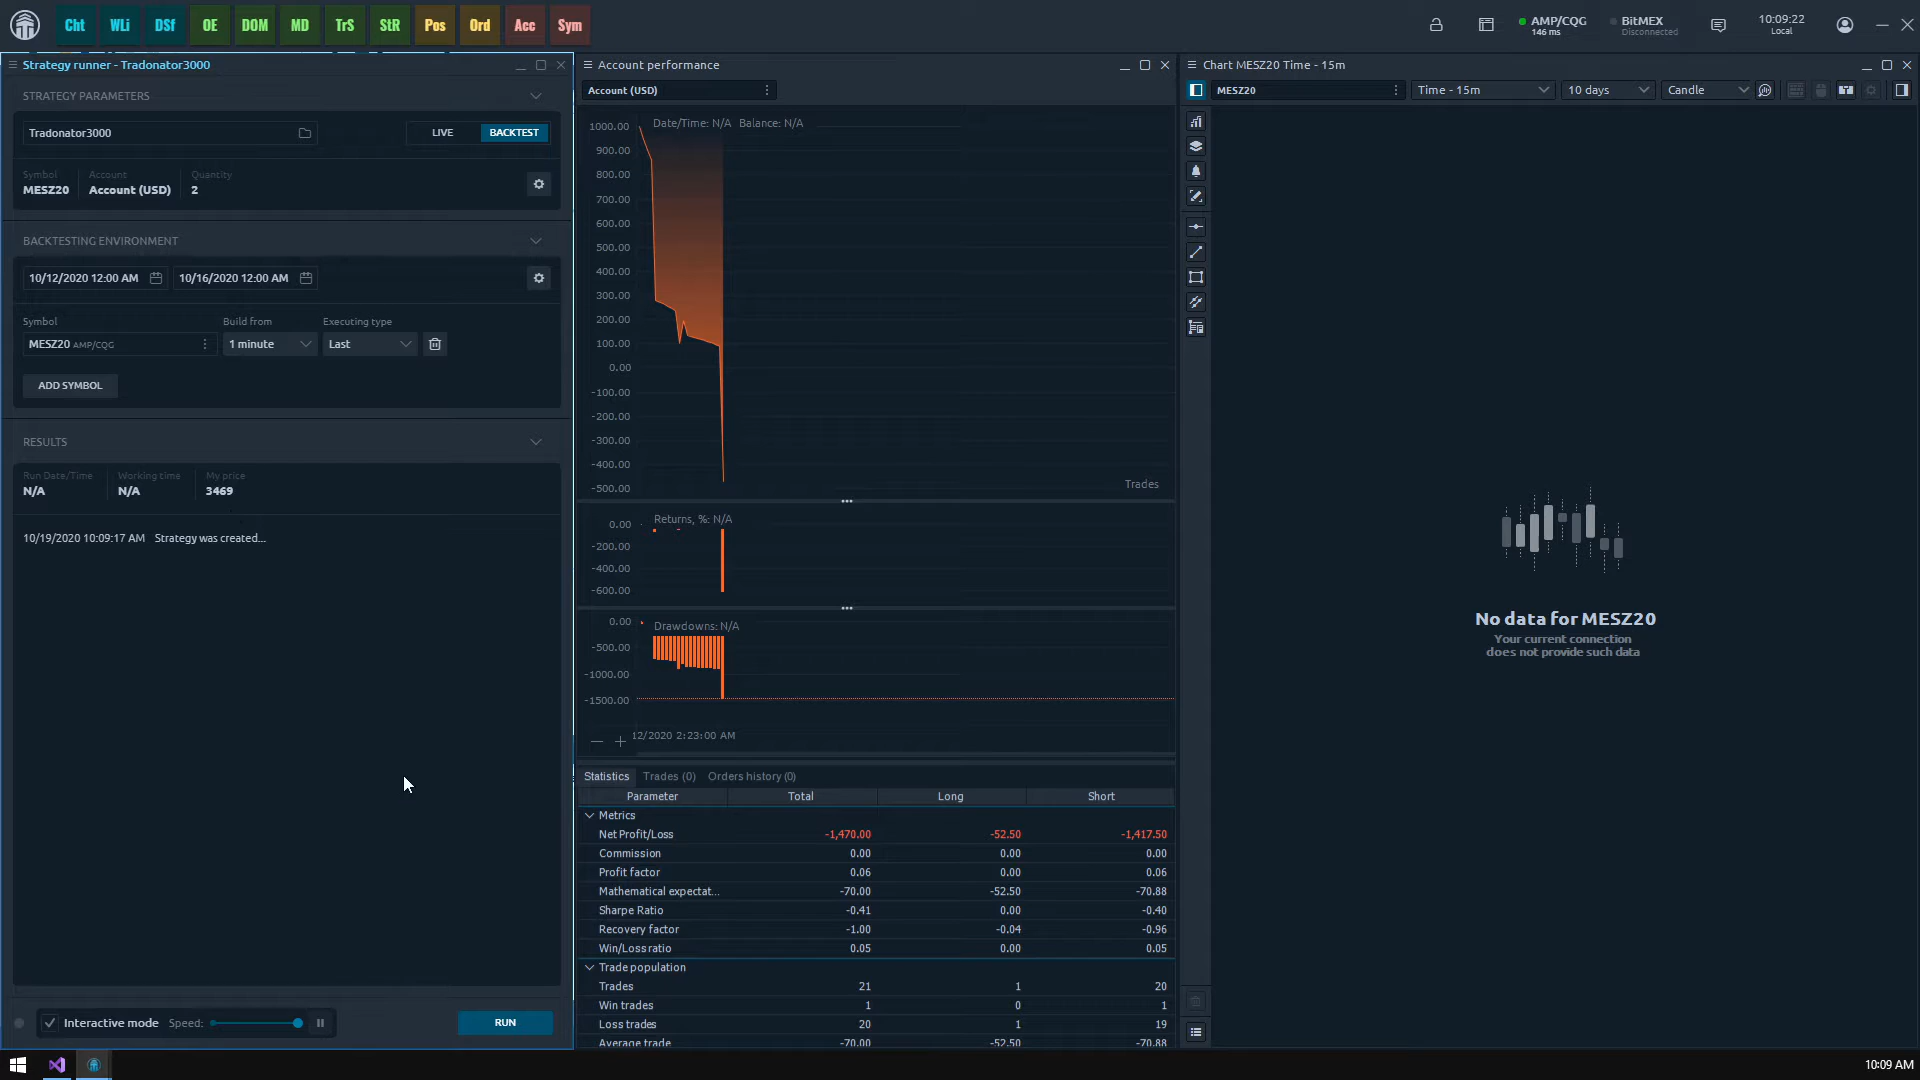 Cht WLi DSf OE DOM MD TrS StR Pos Ord Acc Sym
AMP/CQG
146 ms
BitMEX
Disconnected
10:09:22
Local
Strategy runner - Tradonator3000
STRATEGY PARAMETERS
Tradonator3000
LIVE BACKTEST
Symbol Account Quantity
MESZ20 Account (USD) 2
BACKTESTING ENVIRONMENT
10/12/2020 12:00 AM 10/16/2020 12:00 AM
Symbol Build from Executing type
MESZ20 AMP/CQG 1 minute Last
ADD SYMBOL
RESULTS
Run Date/Time Working time My price
N/A N/A 3469
10/19/2020 10:09:17 AM Strategy was created...
Interactive mode Speed: RUN
Account performance
Account (USD)
Date/Time: N/A Balance: N/A
1000.00
900.00
800.00
700.00
600.00
500.00
400.00
300.00
200.00
100.00
0.00
-100.00
-200.00
-300.00
-400.00
-500.00
Trades
Returns, %: N/A
0.00
-200.00
-400.00
-600.00
Drawdowns: N/A
0.00
-500.00
-1000.00
-1500.00
12/2020 2:23:00 AM
Statistics Trades (0) Orders history (0)
Parameter Total Long Short
Metrics
Net Profit/Loss -1,470.00 -52.50 -1,417.50
Commission 0.00 0.00 0.00
Profit factor 0.06 0.00 0.06
Mathematical expectat... -70.00 -52.50 -70.88
Sharpe Ratio -0.41 0.00 -0.40
Recovery factor -1.00 -0.04 -0.96
Win/Loss ratio 0.05 0.00 0.05
Trade population
Trades 21 1 20
Win trades 1 0 1
Loss trades 20 1 19
Average trade -70.00 -52.50 -70.88
Chart MESZ20 Time - 15m
MESZ20 Time - 15m 10 days Candle
No data for MESZ20
Your current connection
does not provide such data
10:09 AM